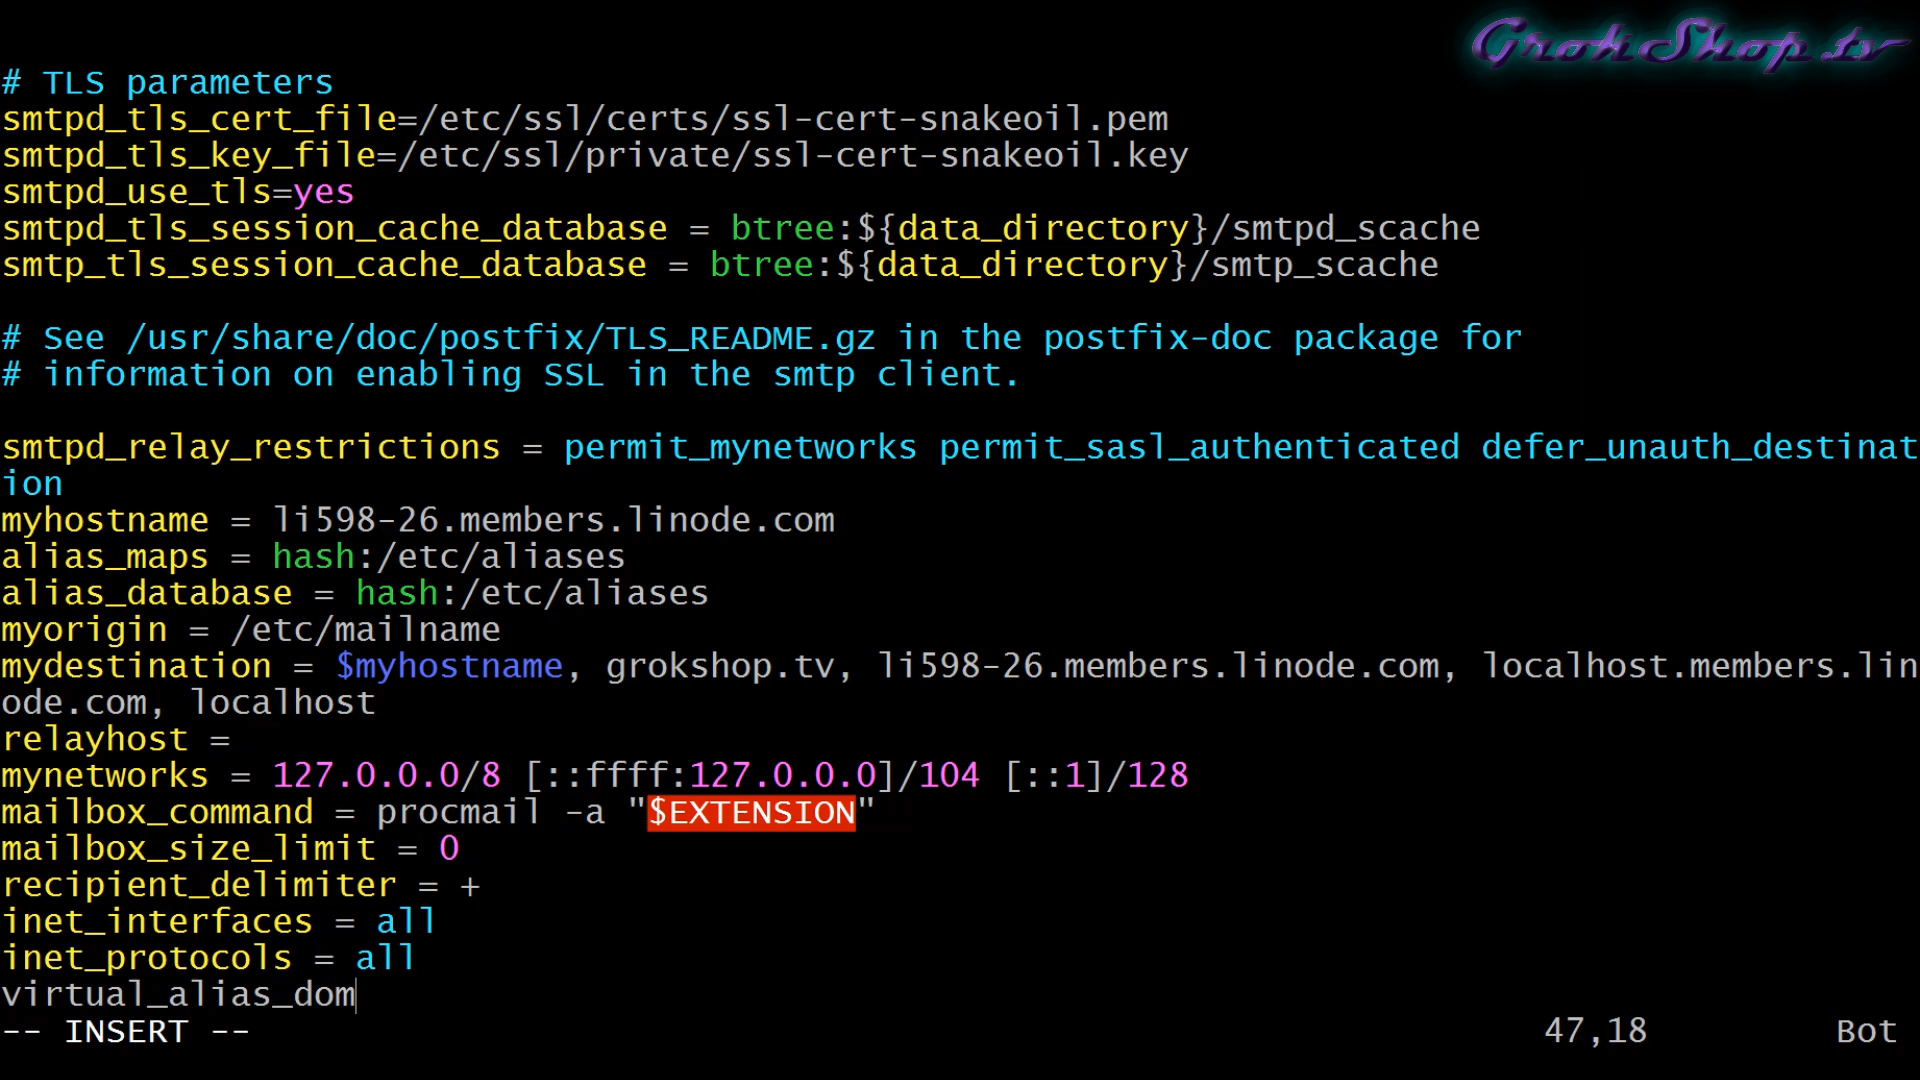 GrokShop.tv
# TLS parameters
smtpd_tls_cert_file=/etc/ssl/certs/ssl-cert-snakeoil.pem
smtpd_tls_key_file=/etc/ssl/private/ssl-cert-snakeoil.key
smtpd_use_tls=yes
smtpd_tls_session_cache_database = btree:${data_directory}/smtpd_scache
smtp_tls_session_cache_database = btree:${data_directory}/smtp_scache
# See /usr/share/doc/postfix/TLS_README.gz in the postfix-doc package for
# information on enabling SSL in the smtp client.
smtpd_relay_restrictions = permit_mynetworks permit_sasl_authenticated defer_unauth_destinat
ion
myhostname = li598-26.members.linode.com
alias_maps = hash:/etc/aliases
alias_database = hash:/etc/aliases
myorigin = /etc/mailname
mydestination = $myhostname, grokshop.tv, li598-26.members.linode.com, localhost.members.lin
ode.com, localhost
relayhost =
mynetworks = 127.0.0.0/8 [::ffff:127.0.0.0]/104 [::1]/128
mailbox_command = procmail -a "$EXTENSION"
mailbox_size_limit = 0
recipient_delimiter = +
inet_interfaces = all
inet_protocols = all
virtual_alias_dom
-- INSERT -- 47,18 Bot